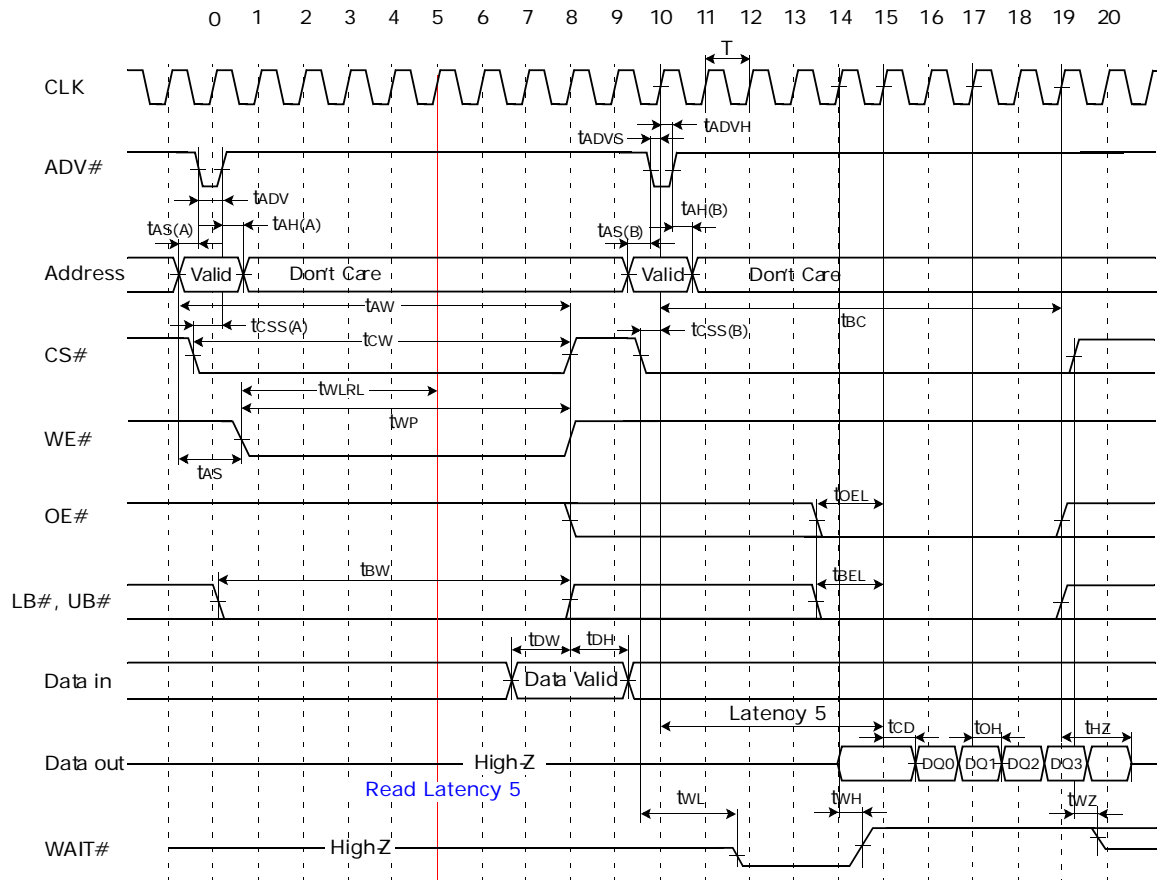 0 1 2 3 4 5 6 7 8 9 10 11 12 13 14 15 16 17 18 19 20
T
CLK
tADVS tADVH
ADV#
tADV
tAS(A) tAH(A) tAS(B) tAH(B)
Address Valid Don't Care Valid Don't Care
tAW tBC
tCSS(A) tCSS(B)
CS# tCW
tWLRL
tWP
WE#
tAS
OE# tOEL
tBW tBEL
LB#, UB#
tDW tDH
Data in Data Valid
Latency 5
tCD tOH tHZ
Data out High-Z DQ0 DQ1 DQ2 DQ3
Read Latency 5
tWL tWH tWZ
WAIT# High-Z